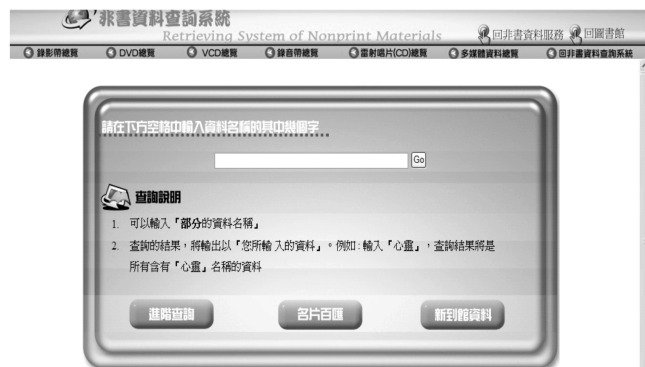 非書資料查詢系統
Retrieving System of Nonprint Materials
回非書資料服務 回圖書館
錄影帶總覽 DVD總覽 VCD總覽 錄音帶總覽 雷射唱片(CD)總覽 多媒體資料總覽 回非書資料查詢系統
請在下方空格中輸入資料名稱的其中幾個字
Go
查詢說明
1. 可以輸入「部分的資料名稱」
2. 查詢的結果，將輸出以「您所輸入的資料」。例如:輸入「心靈」，查詢結果將是
所有含有「心靈」名稱的資料
進階查詢 名片百匯 新到館資料